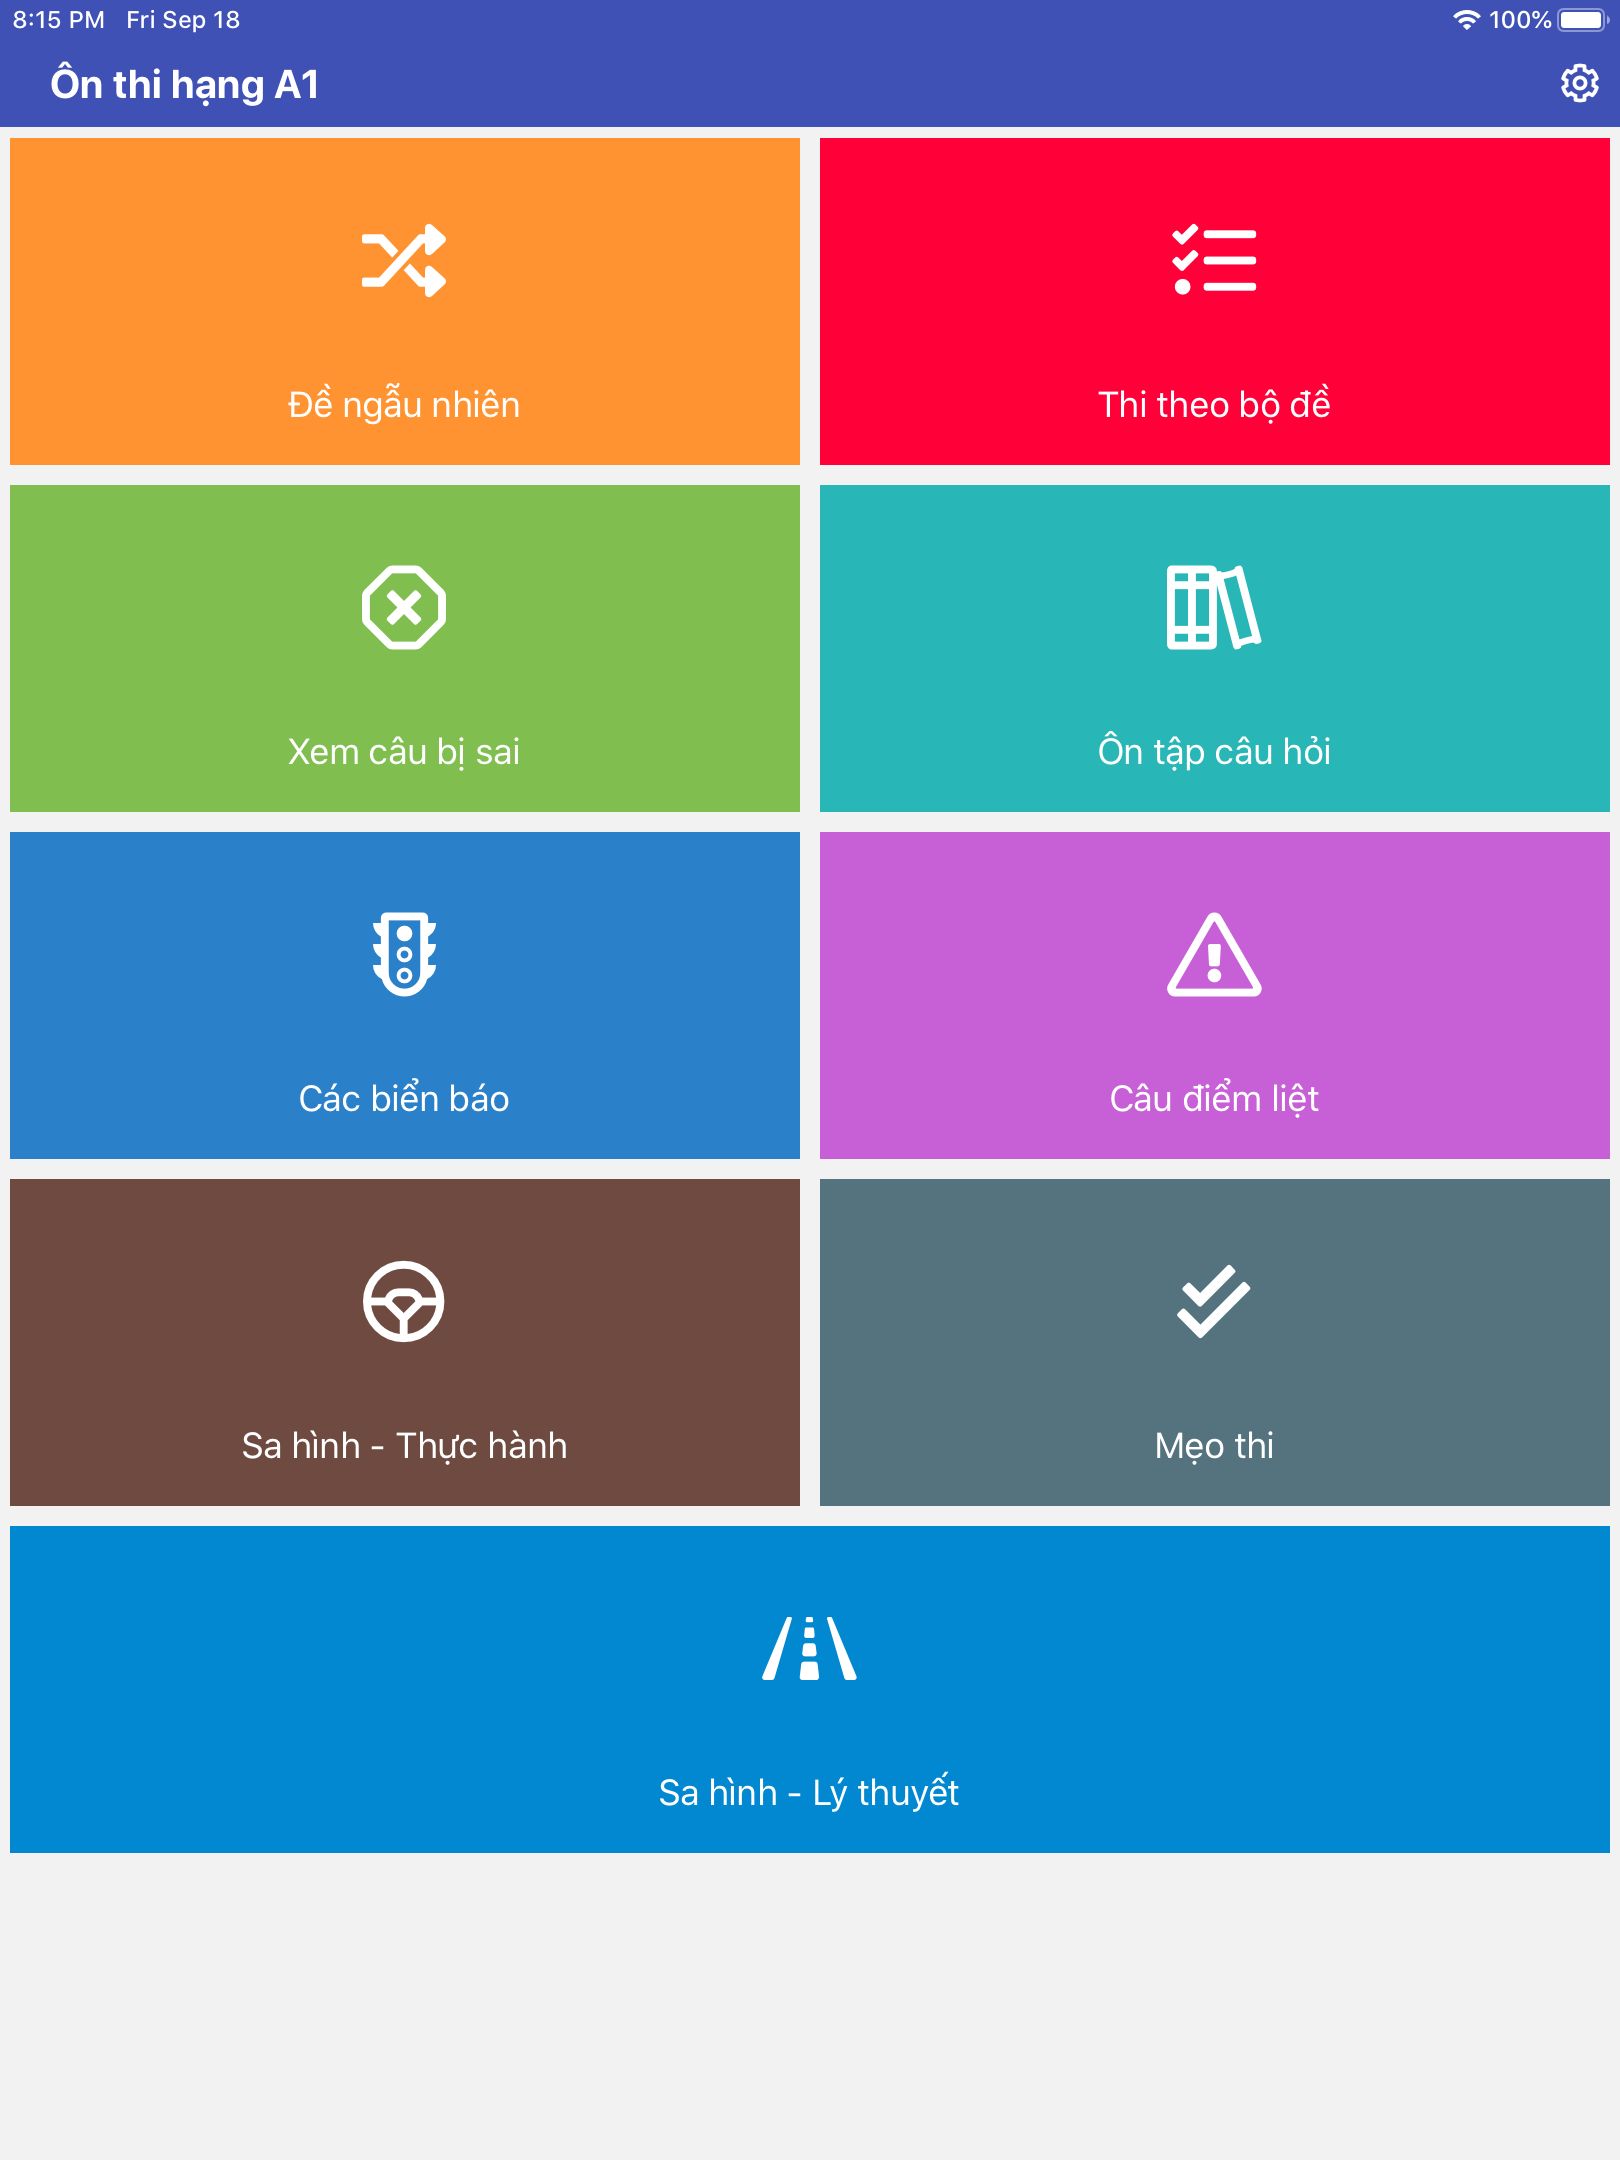 8:15 PM Fri Sep 18 100%
Ôn thi hạng A1
Đề ngẫu nhiên
Thi theo bộ đề
Xem câu bị sai
Ôn tập câu hỏi
Các biển báo
Câu điểm liệt
Sa hình - Thực hành
Mẹo thi
Sa hình - Lý thuyết